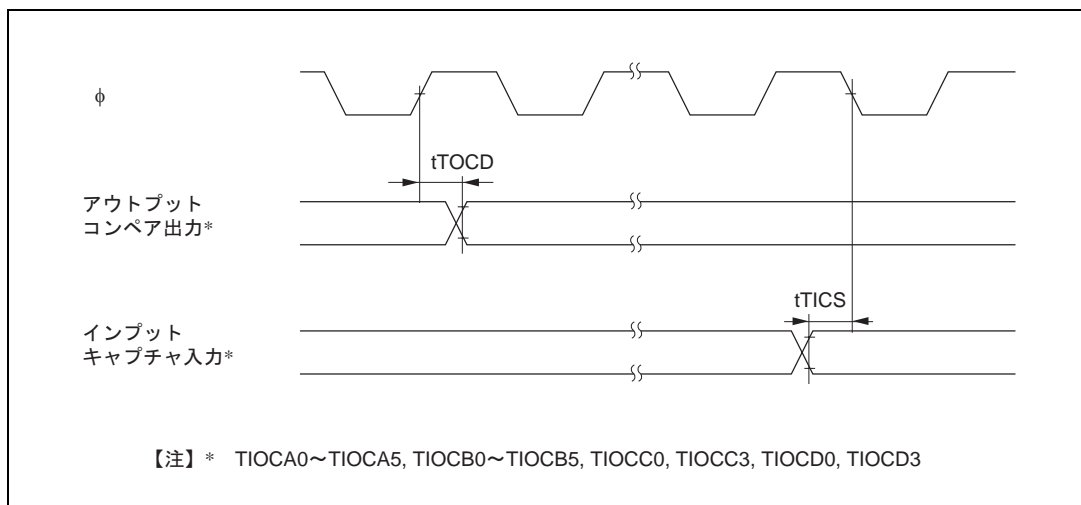 φ
tTOCD
アウトプット
コンペア出力*
tTICS
インプット
キャプチャ入力*
【注】* TIOCA0～TIOCA5, TIOCB0～TIOCB5, TIOCC0, TIOCC3, TIOCD0, TIOCD3